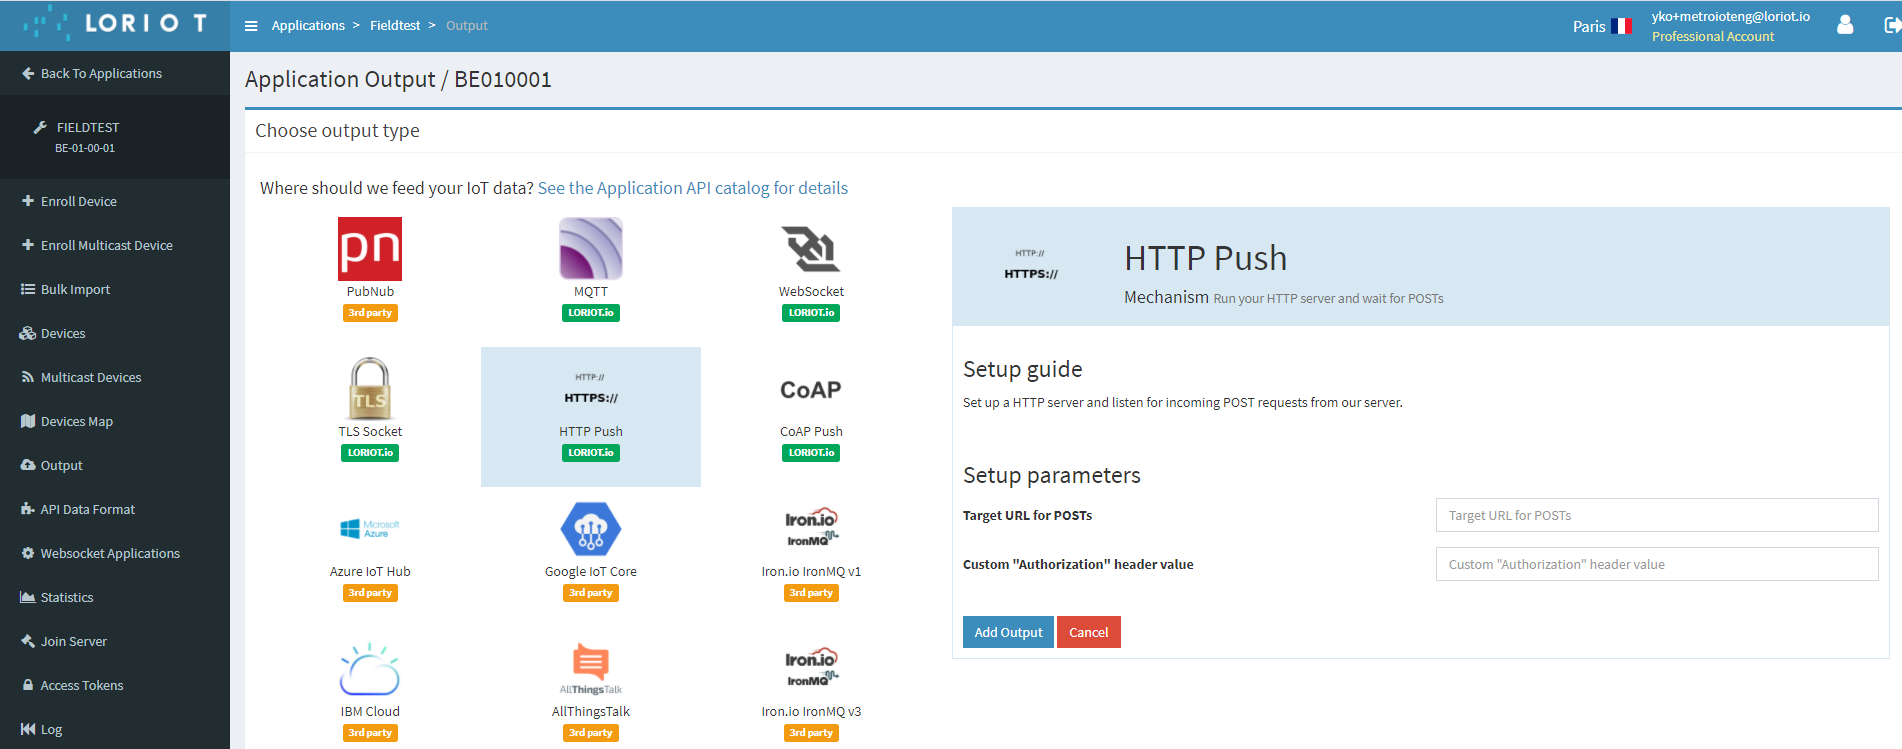 LORIOT
Applications > Fieldtest > Output
Paris
yko+metroioteng@loriot.io
Professional Account
Back To Applications
FIELDTEST
BE-01-00-01
Enroll Device
Enroll Multicast Device
Bulk Import
Devices
Multicast Devices
Devices Map
Output
API Data Format
Websocket Applications
Statistics
Join Server
Access Tokens
Log
Application Output / BE010001
Choose output type
Where should we feed your IoT data? See the Application API catalog for details
pn
PubNub
3rd party
MQTT
LORIOT.io
WebSocket
LORIOT.io
TLS
TLS Socket
LORIOT.io
HTTP://
HTTPS://
HTTP Push
LORIOT.io
CoAP
CoAP Push
LORIOT.io
Microsoft
Azure
Azure IoT Hub
3rd party
Google IoT Core
3rd party
Iron.io
IronMQ
Iron.io IronMQ v1
3rd party
IBM Cloud
3rd party
AllThingsTalk
AllThingsTalk
3rd party
Iron.io
IronMQ
Iron.io IronMQ v3
3rd party
HTTP://
HTTPS://
HTTP Push
Mechanism Run your HTTP server and wait for POSTs
Setup guide
Set up a HTTP server and listen for incoming POST requests from our server.
Setup parameters
Target URL for POSTs
Target URL for POSTs
Custom "Authorization" header value
Custom "Authorization" header value
Add Output
Cancel